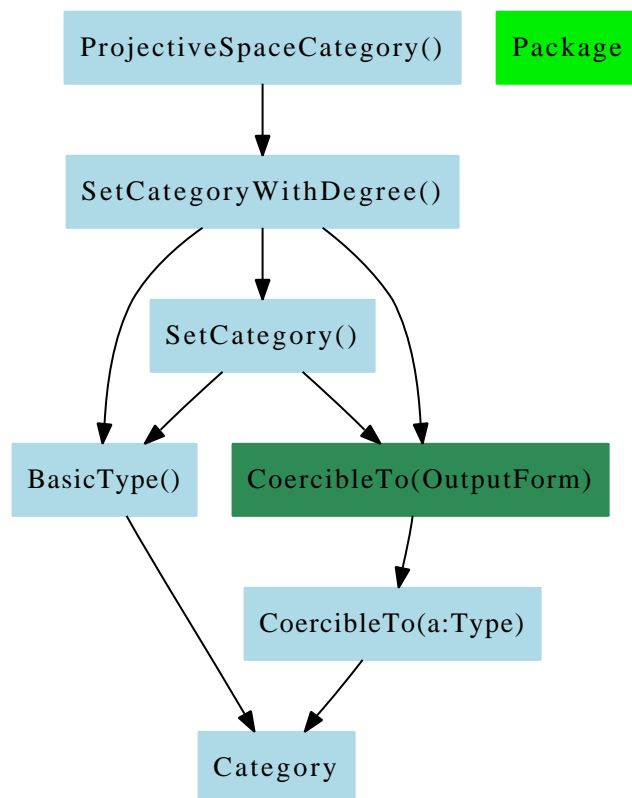 ProjectiveSpaceCategory()
Package
SetCategoryWithDegree()
SetCategory()
BasicType()
CoercibleTo(OutputForm)
CoercibleTo(a:Type)
Category